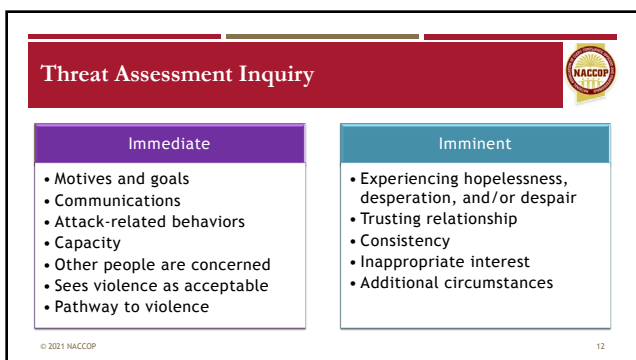 Threat Assessment Inquiry
NACCOP
Immediate
• Motives and goals
• Communications
• Attack-related behaviors
• Capacity
• Other people are concerned
• Sees violence as acceptable
• Pathway to violence
Imminent
• Experiencing hopelessness,
desperation, and/or despair
• Trusting relationship
• Consistency
• Inappropriate interest
• Additional circumstances
© 2021 NACCOP
12